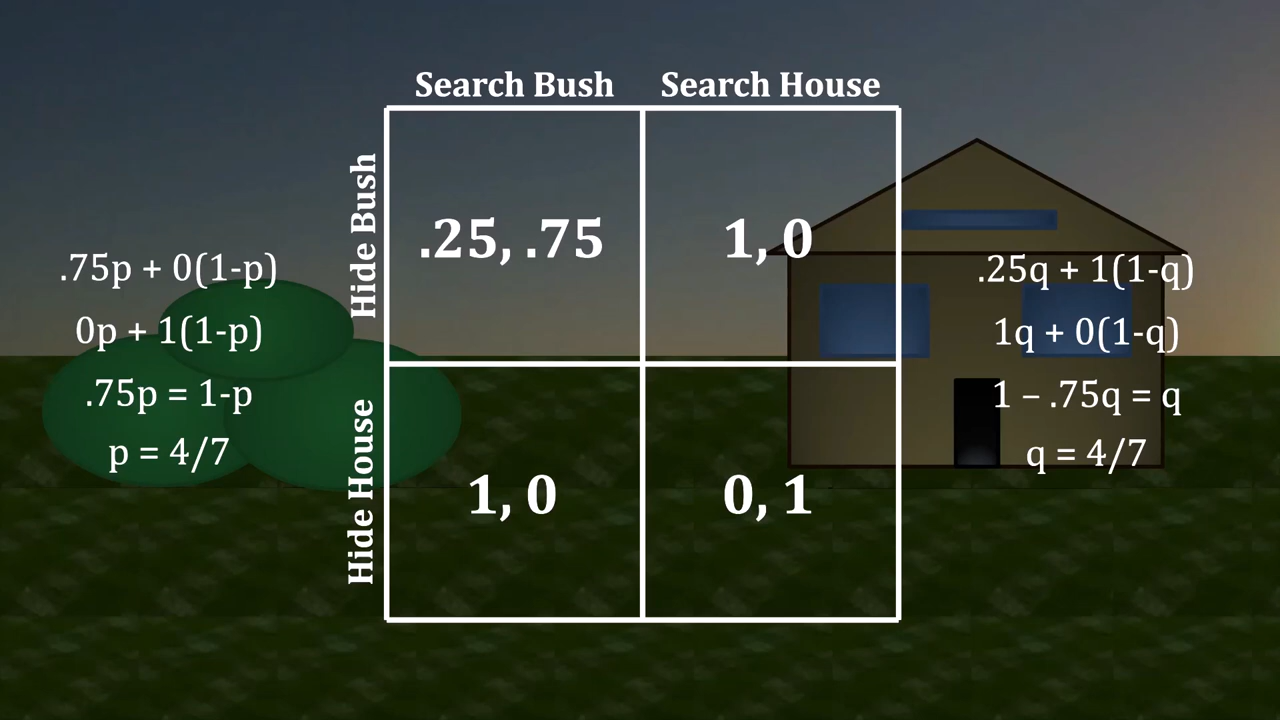 Search Bush Search House
Hide Bush
.25, .75 1, 0
Hide House
1, 0 0, 1
.75p + 0(1-p)
0p + 1(1-p)
.75p = 1-p
p = 4/7
.25q + 1(1-q)
1q + 0(1-q)
1 – .75q = q
q = 4/7